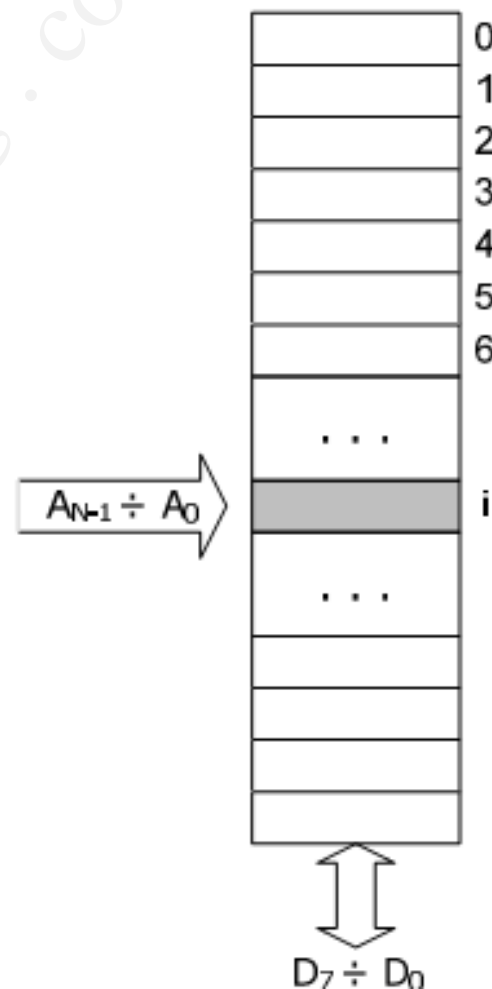 0
1
2
3
4
5
6
. . .
A_{N-1} ÷ A_0
i
. . .
D_7 ÷ D_0